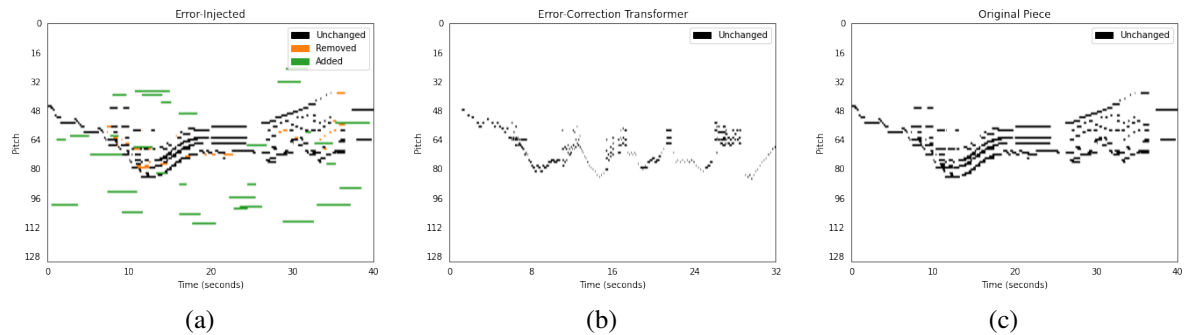 Error-Injected
Pitch
0
16
32
48
64
80
96
112
128
Unchanged
Removed
Added
0
10
20
30
40
Time (seconds)
(a)
Error-Correction Transformer
Pitch
0
16
32
48
64
80
96
112
128
Unchanged
0
8
16
24
32
Time (seconds)
(b)
Original Piece
Pitch
0
16
32
48
64
80
96
112
128
Unchanged
0
10
20
30
40
Time (seconds)
(c)